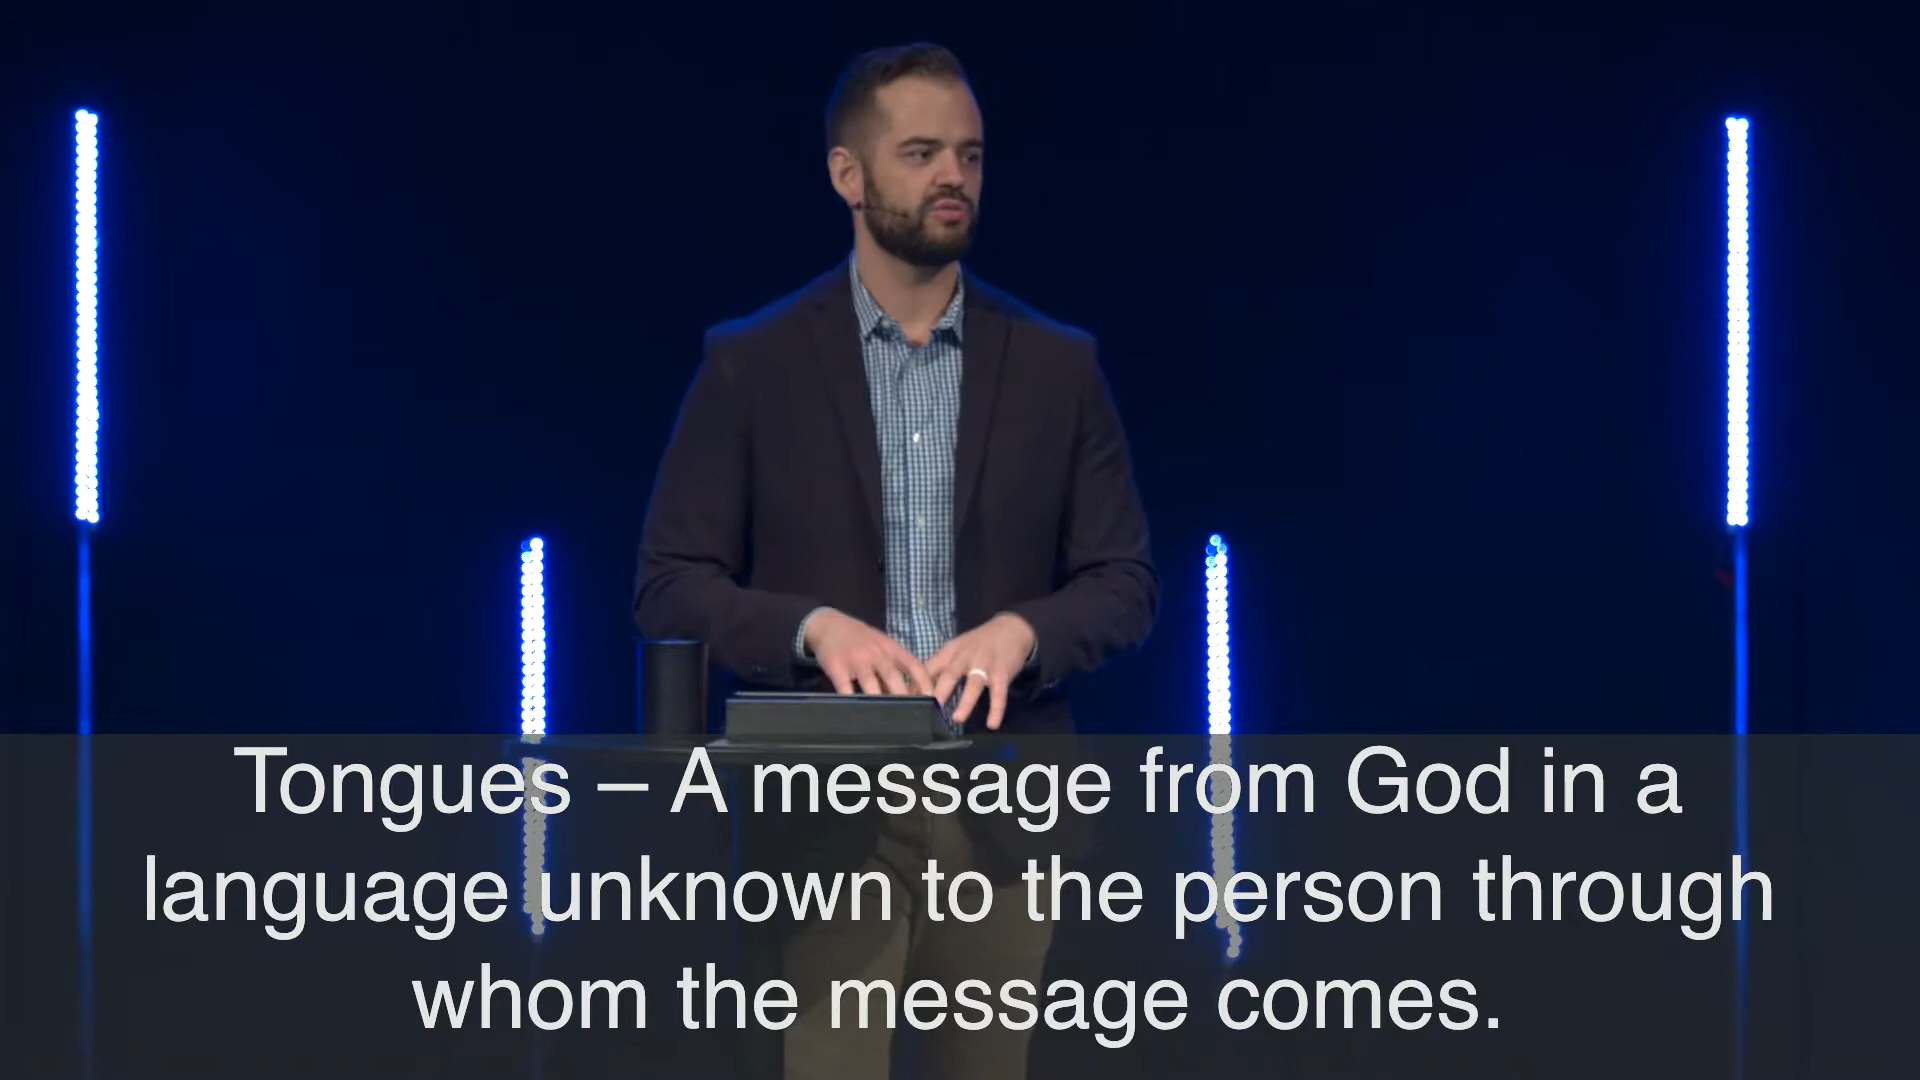 Tongues – A message from God in a
language unknown to the person through
whom the message comes.